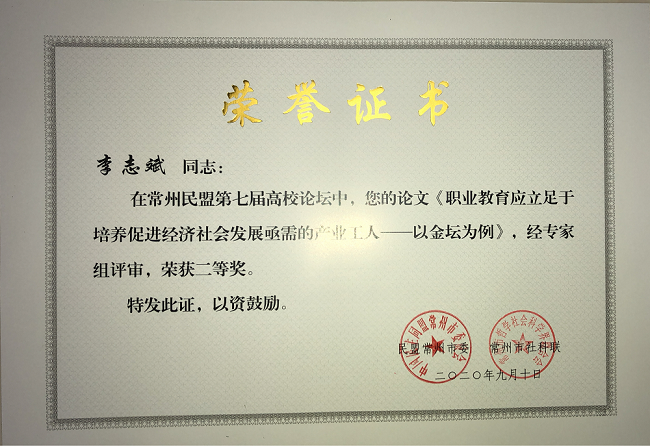 荣誉证书
李志斌 同志：
在常州民盟第七届高校论坛中，您的论文《职业教育应立足于
培养促进经济社会发展亟需的产业工人——以金坛为例》，经专家
组评审，荣获二等奖。
特发此证，以资鼓励。
民盟常州市委 常州市社科联
二〇二〇年九月十日